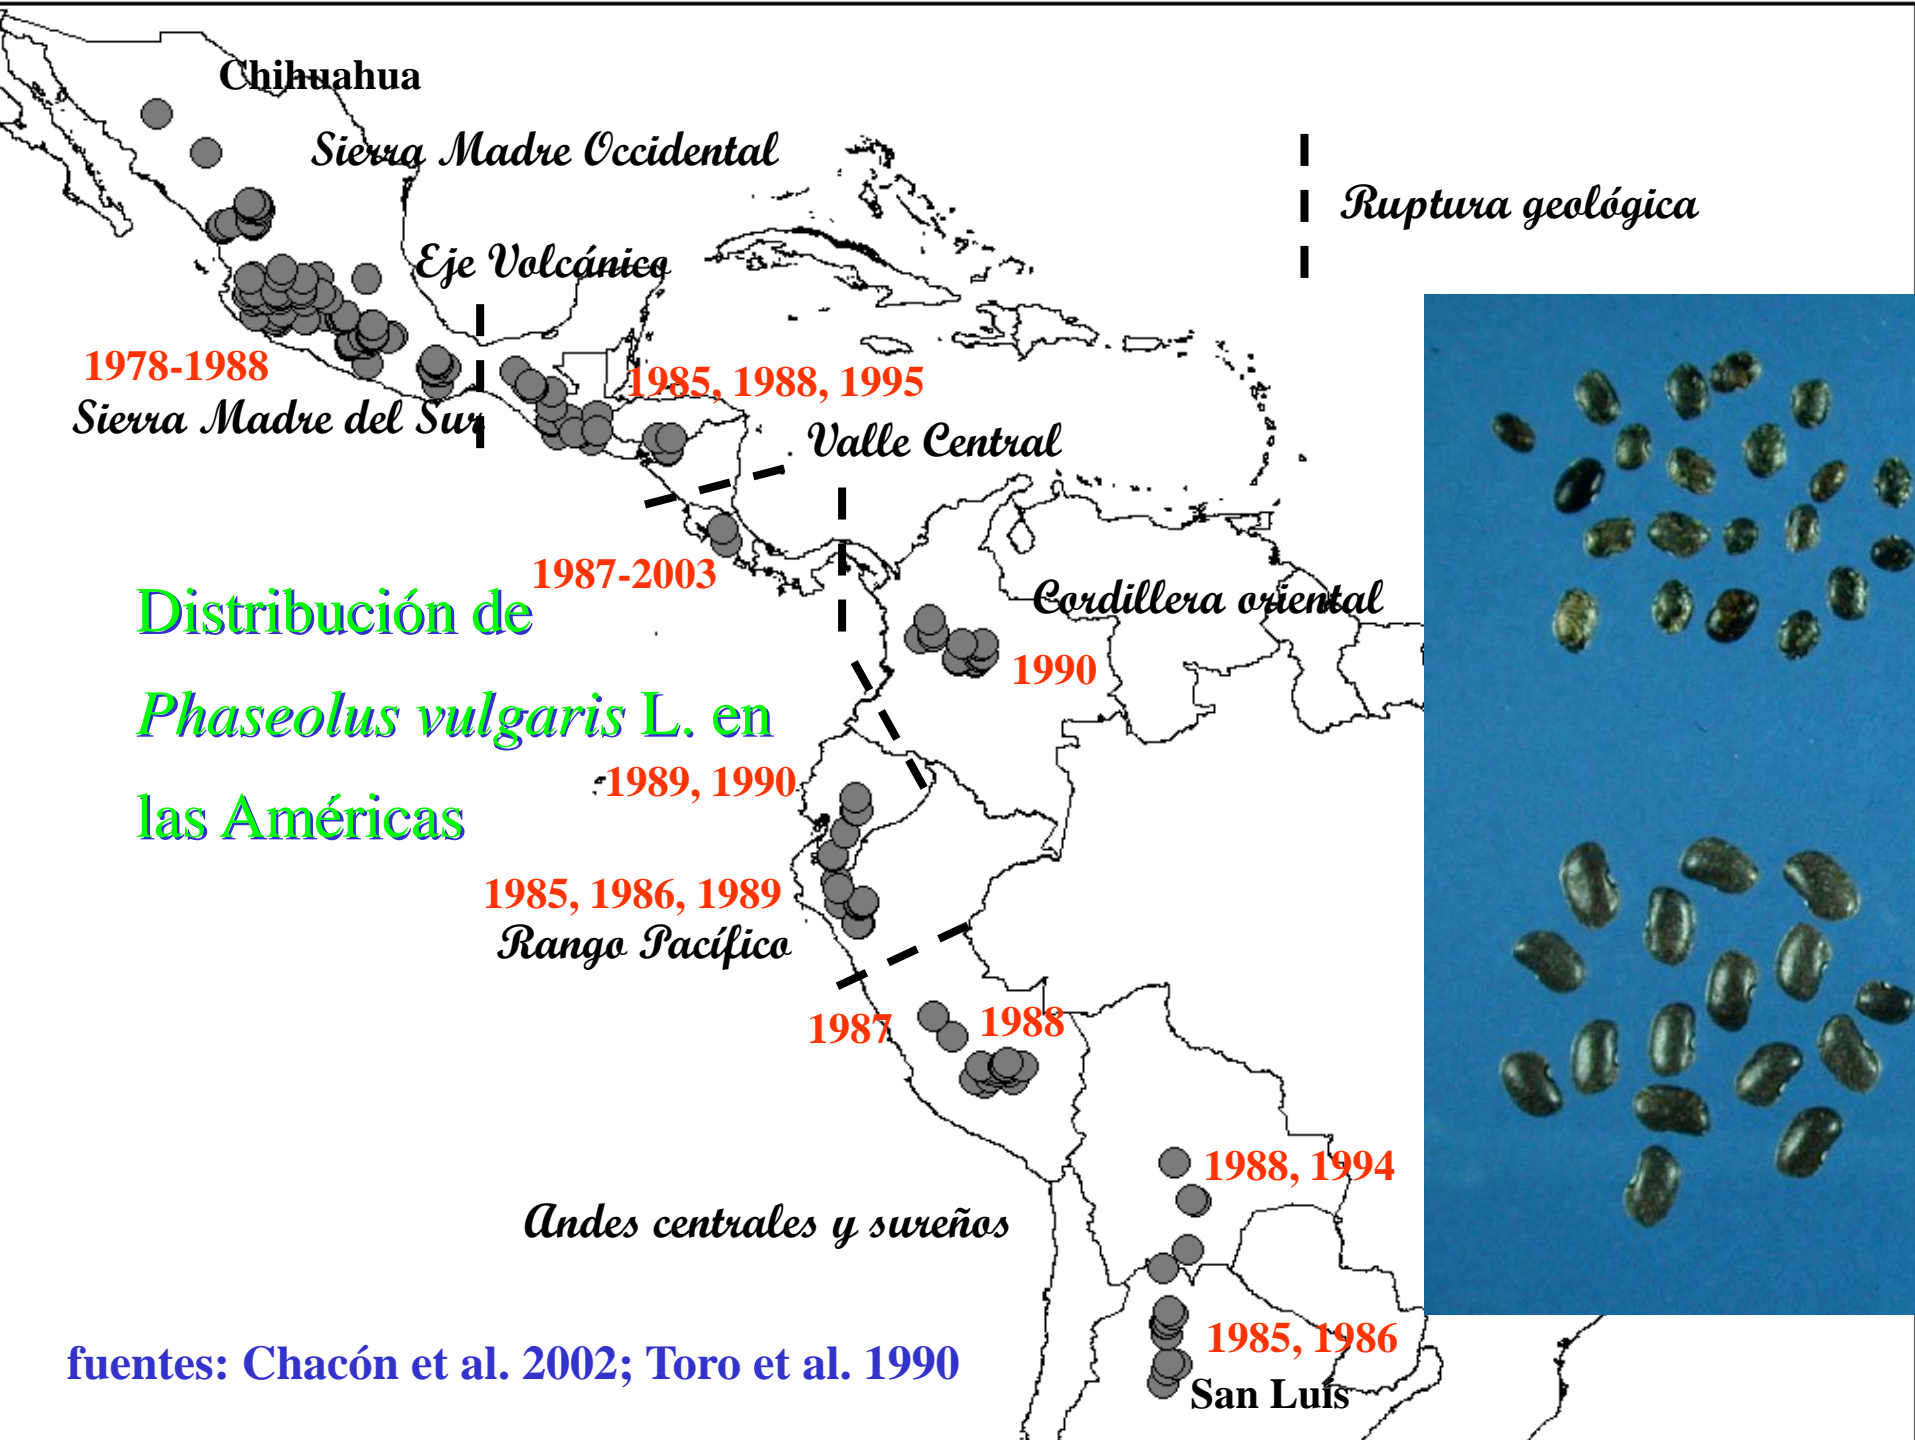 Chihuahua
Sierra Madre Occidental
Ruptura geológica
Eje Volcánico
1978-1988
1985, 1988, 1995
Sierra Madre del Sur
Valle Central
1987-2003
Cordillera oriental
1990
Distribución de
Phaseolus vulgaris L. en
las Américas
1989, 1990
1985, 1986, 1989
Rango Pacífico
1987
1988
1988, 1994
Andes centrales y sureños
1985, 1986
San Luis
fuentes: Chacón et al. 2002; Toro et al. 1990